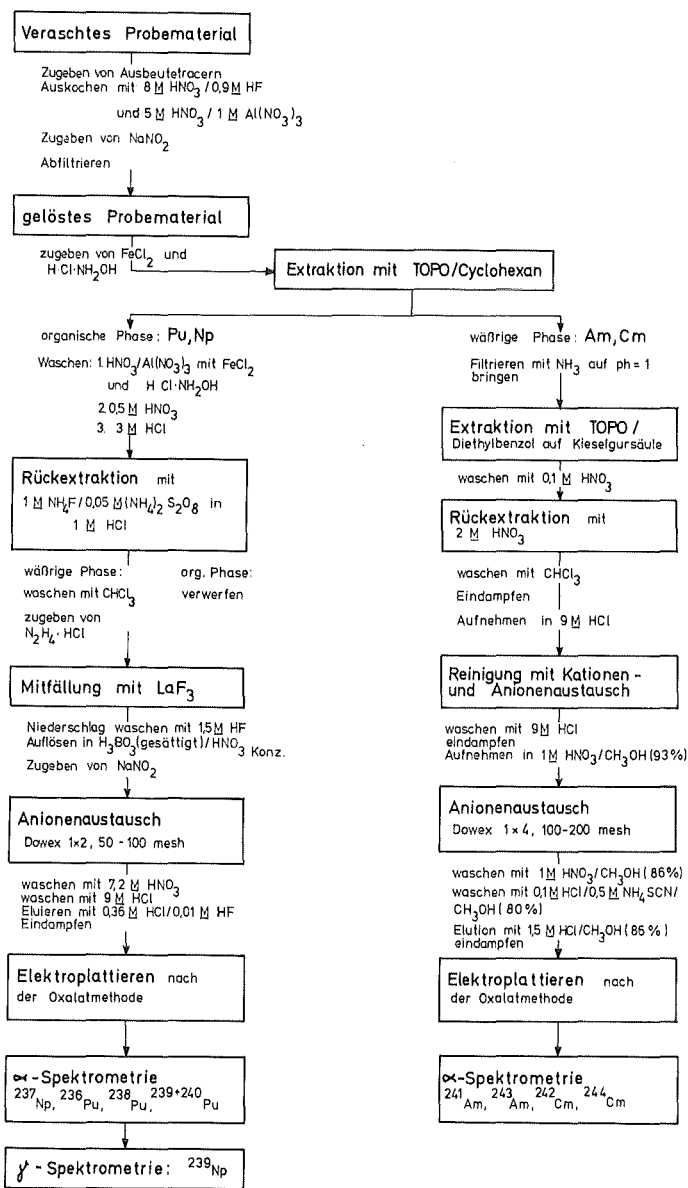 Veraschtes Probematerial
Zugeben von Ausbeutetracern
Auskochen mit 8 M HNO3/0,9M HF
und 5 M HNO3/1 M Al(NO3)3
Zugeben von NaNO2
Abfiltrieren
gelöstes Probematerial
zugeben von FeCl2 und
H·Cl·NH2OH
Extraktion mit TOPO/Cyclohexan
organische Phase: Pu,Np
Waschen: 1. HNO3/Al(NO3)3 mit FeCl2
und H Cl·NH2OH
2.0,5 M HNO3
3. 3 M HCl
Rückextraktion mit
1 M NH4F/0,05 M(NH4)2 S2O8 in
1 M HCl
wäßrige Phase: org. Phase:
waschen mit CHCl3 verwerfen
zugeben von
N2H4·HCl
Mitfällung mit LaF3
Niederschlag waschen mit 1,5M HF
Auflösen in H3BO3(gesättigt)/HNO3 Konz.
Zugeben von NaNO2
Anionenaustausch
Dowex 1×2, 50-100 mesh
waschen mit 7,2 M HNO3
waschen mit 9 M HCl
Eluieren mit 0,36 M HCl/0,01 M HF
Eindampfen
Elektroplattieren nach
der Oxalatmethode
α-Spektrometrie
237Np, 236Pu, 238Pu, 239+240Pu
γ-Spektrometrie: 239Np
wäßrige Phase: Am,Cm
Filtrieren mit NH3 auf ph=1
bringen
Extraktion mit TOPO/
Diethylbenzol auf Kieselgursäule
waschen mit 0,1 M HNO3
Rückextraktion mit
2 M HNO3
waschen mit CHCl3
Eindampfen
Aufnehmen in 9 M HCl
Reinigung mit Kationen-
und Anionenaustausch
waschen mit 9M HCl
eindampfen
Aufnehmen in 1M HNO3/CH3OH(93%)
Anionenaustausch
Dowex 1×4, 100-200 mesh
waschen mit 1M HNO3/CH3OH(86%)
waschen mit 0,1M HCl/0,5 M NH4 SCN/
CH3OH(80%)
Elution mit 1,5 M HCl/CH3OH(86%)
eindampfen
Elektroplattieren nach
der Oxalatmethode
α-Spektrometrie
241Am, 243Am, 242Cm, 244Cm